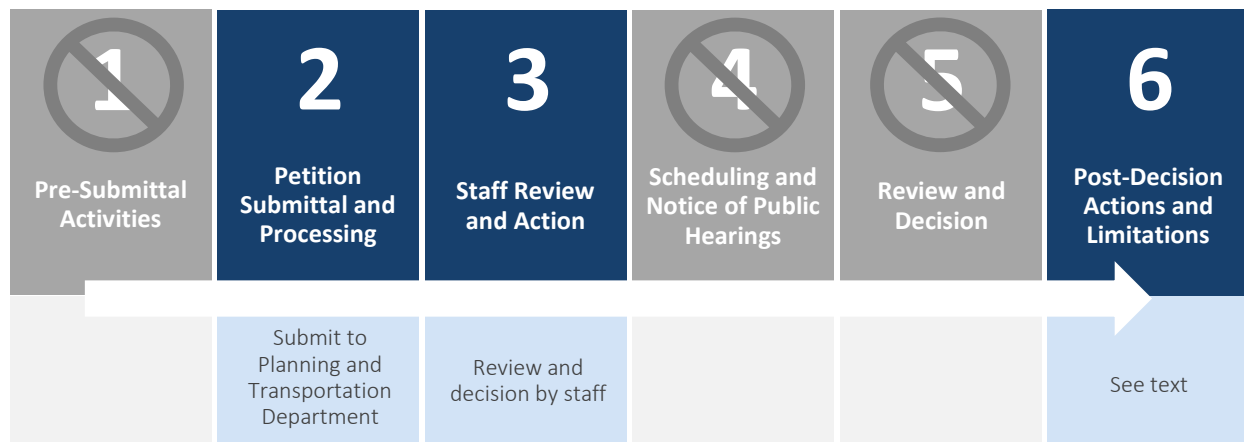 1
Pre-Submittal
Activities
2
Petition
Submittal and
Processing
Submit to
Planning and
Transportation
Department
3
Staff Review
and Action
Review and
decision by staff
4
Scheduling and
Notice of Public
Hearings
5
Review and
Decision
6
Post-Decision
Actions and
Limitations
See text